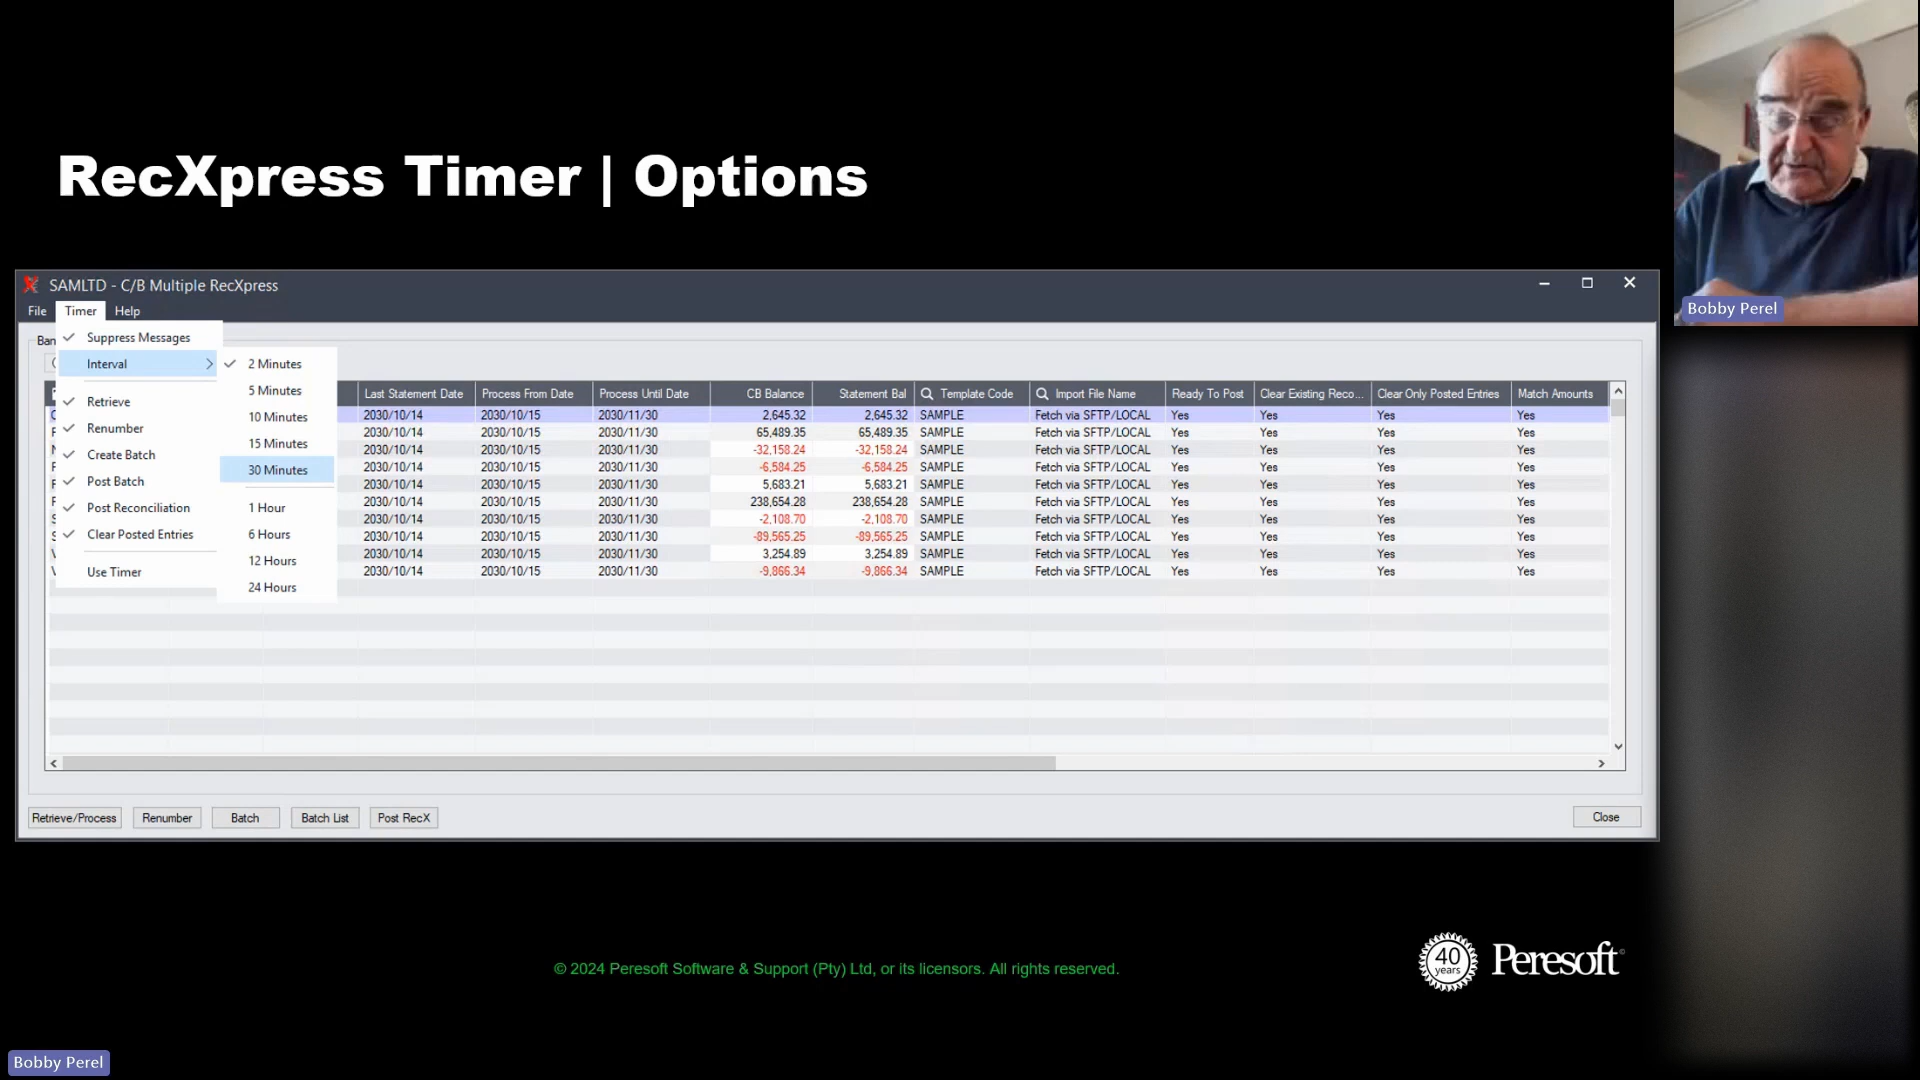 RecXpress Timer | Options
Bobby Perel
SAMLTD - C/B Multiple RecXpress
File Timer Help
Suppress Messages
Interval
Retrieve
Renumber
Create Batch
Post Batch
Post Reconciliation
Clear Posted Entries
Use Timer
2 Minutes
5 Minutes
10 Minutes
15 Minutes
30 Minutes
1 Hour
6 Hours
12 Hours
24 Hours
Last Statement Date Process From Date Process Until Date CB Balance Statement Bal Template Code Import File Name Ready To Post Clear Existing Reco... Clear Only Posted Entries Match Amounts
2030/10/14 2030/10/15 2030/11/30 2,645.32 2,645.32 SAMPLE Fetch via SFTP/LOCAL Yes Yes Yes Yes
2030/10/14 2030/10/15 2030/11/30 65,489.35 65,489.35 SAMPLE Fetch via SFTP/LOCAL Yes Yes Yes Yes
2030/10/14 2030/10/15 2030/11/30 -32,158.24 -32,158.24 SAMPLE Fetch via SFTP/LOCAL Yes Yes Yes Yes
2030/10/14 2030/10/15 2030/11/30 -6,584.25 -6,584.25 SAMPLE Fetch via SFTP/LOCAL Yes Yes Yes Yes
2030/10/14 2030/10/15 2030/11/30 5,683.21 5,683.21 SAMPLE Fetch via SFTP/LOCAL Yes Yes Yes Yes
2030/10/14 2030/10/15 2030/11/30 238,654.28 238,654.28 SAMPLE Fetch via SFTP/LOCAL Yes Yes Yes Yes
2030/10/14 2030/10/15 2030/11/30 -2,108.70 -2,108.70 SAMPLE Fetch via SFTP/LOCAL Yes Yes Yes Yes
2030/10/14 2030/10/15 2030/11/30 -89,565.25 -89,565.25 SAMPLE Fetch via SFTP/LOCAL Yes Yes Yes Yes
2030/10/14 2030/10/15 2030/11/30 3,254.89 3,254.89 SAMPLE Fetch via SFTP/LOCAL Yes Yes Yes Yes
2030/10/14 2030/10/15 2030/11/30 -9,866.34 -9,866.34 SAMPLE Fetch via SFTP/LOCAL Yes Yes Yes Yes
Retrieve/Process Renumber Batch Batch List Post RecX Close
© 2024 Peresoft Software & Support (Pty) Ltd, or its licensors. All rights reserved.
40
years
Peresoft
Bobby Perel